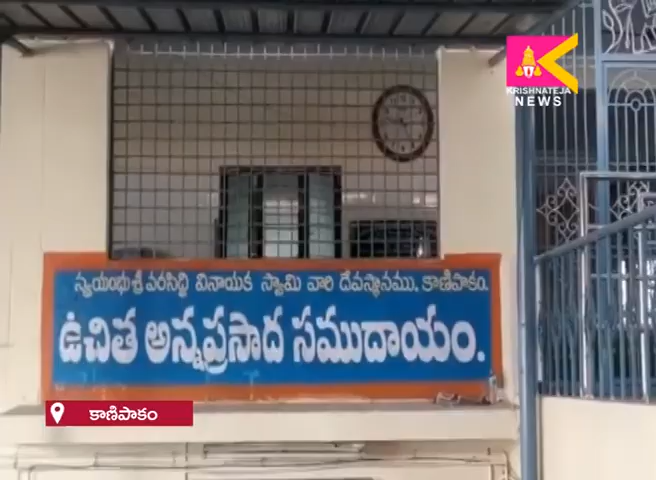 KRISHNATEJA
NEWS
స్వయంభు శ్రీ వరసిద్ధి వినాయక స్వామి వారి దేవస్థానము, కాణిపాకం.
ఉచిత అన్నప్రసాద సముదాయం.
కాణిపాకం